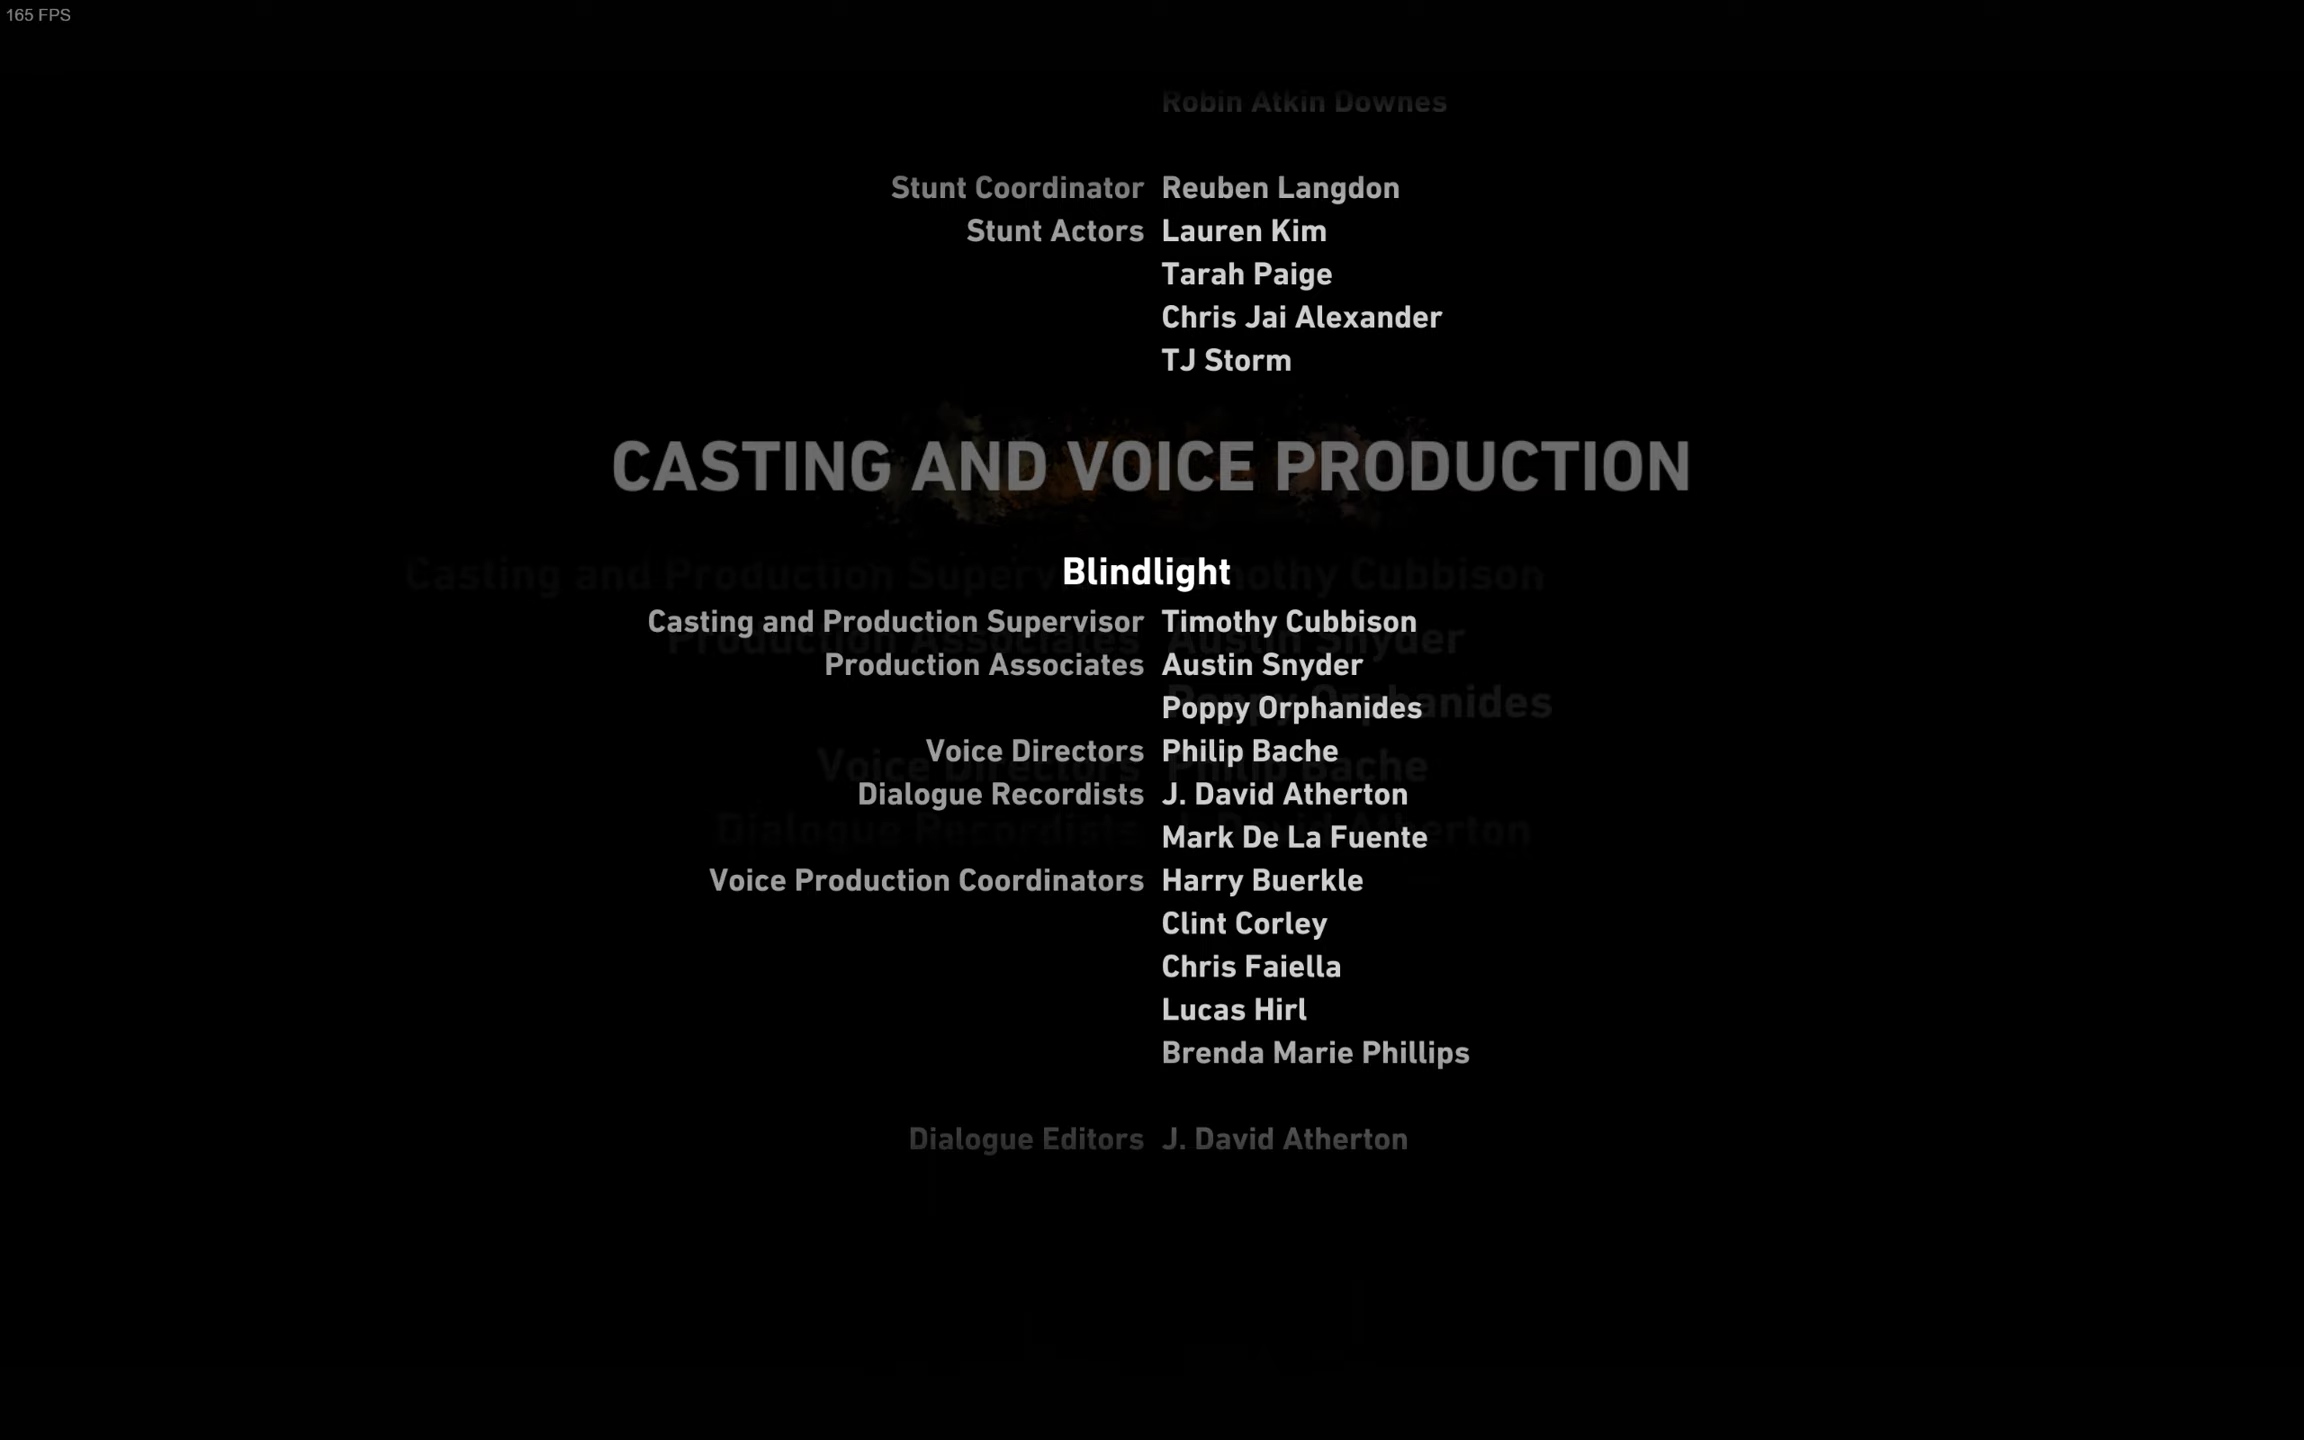 165 FPS
Robin Atkin Downes
Stunt Coordinator Reuben Langdon
Stunt Actors Lauren Kim
Tarah Paige
Chris Jai Alexander
TJ Storm
CASTING AND VOICE PRODUCTION
Blindlight
Casting and Production Supervisor Timothy Cubbison
Production Associates Austin Snyder
Poppy Orphanides
Voice Directors Philip Bache
Dialogue Recordists J. David Atherton
Mark De La Fuente
Voice Production Coordinators Harry Buerkle
Clint Corley
Chris Faiella
Lucas Hirl
Brenda Marie Phillips
Dialogue Editors J. David Atherton